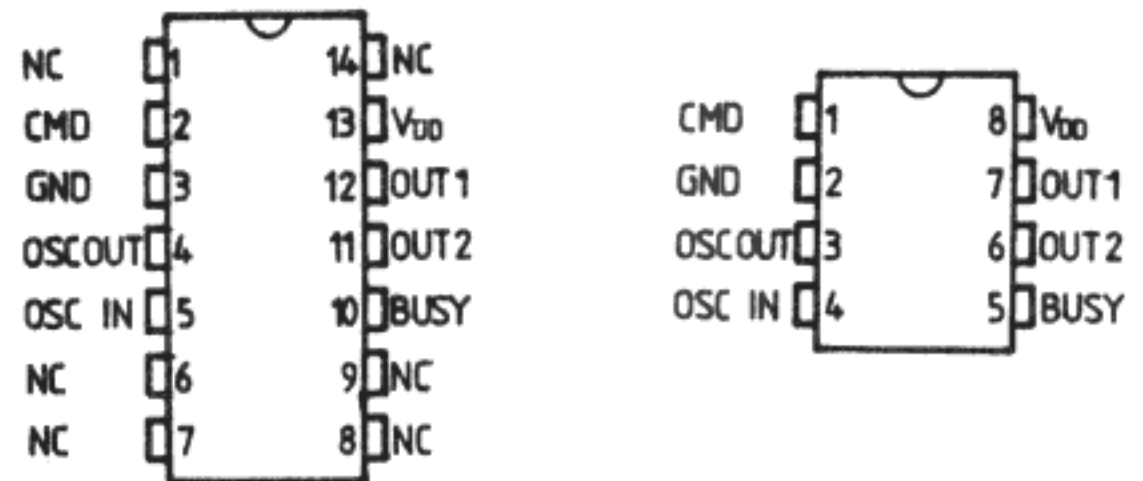 NC 1 14 NC
CMD 2 13 VDD
GND 3 12 OUT1
OSCOUT 4 11 OUT2
OSC IN 5 10 BUSY
NC 6 9 NC
NC 7 8 NC
CMD 1 8 VDD
GND 2 7 OUT1
OSCOUT 3 6 OUT2
OSC IN 4 5 BUSY